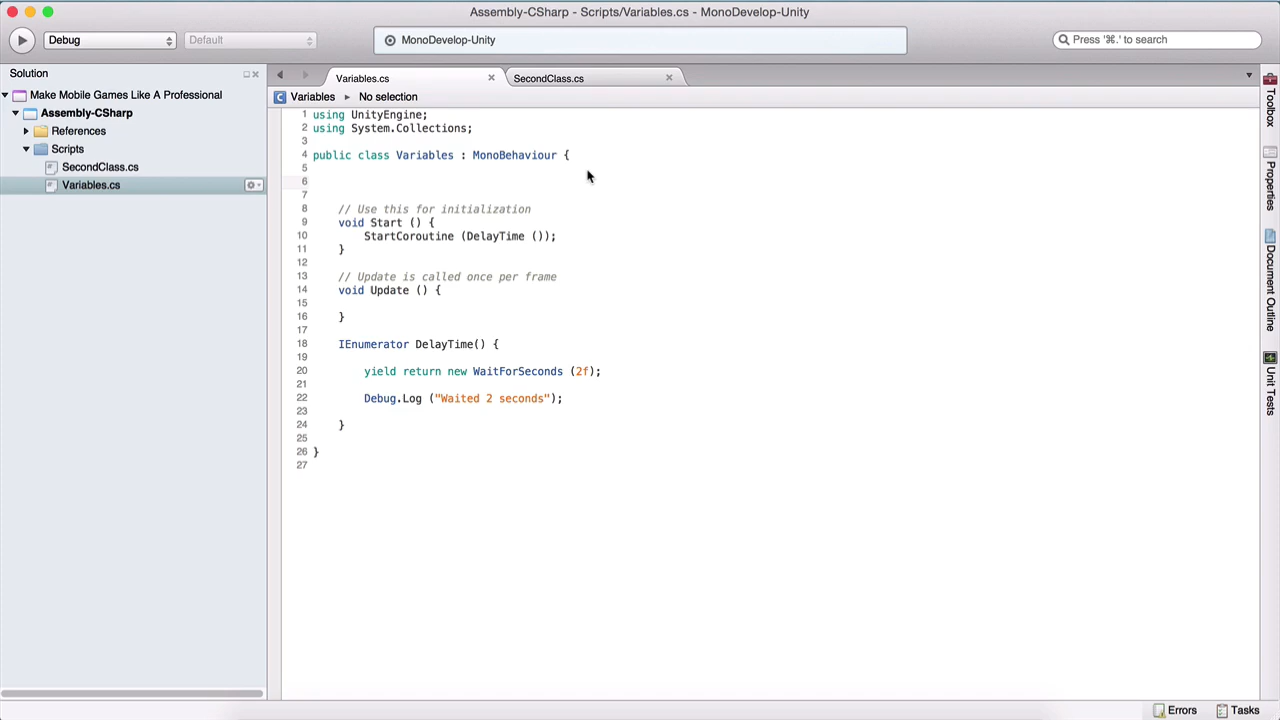 Assembly-CSharp - Scripts/Variables.cs - MonoDevelop-Unity
Debug
Default
MonoDevelop-Unity
Press '⌘.' to search
Solution
Variables.cs
SecondClass.cs
Make Mobile Games Like A Professional
Assembly-CSharp
References
Scripts
SecondClass.cs
Variables.cs
Variables ▸ No selection
1 using UnityEngine;
2 using System.Collections;
3
4 public class Variables : MonoBehaviour {
5
6
7
8 // Use this for initialization
9 void Start () {
10 StartCoroutine (DelayTime ());
11 }
12
13 // Update is called once per frame
14 void Update () {
15
16 }
17
18 IEnumerator DelayTime() {
19
20 yield return new WaitForSeconds (2f);
21
22 Debug.Log ("Waited 2 seconds");
23
24 }
25
26 }
27
Toolbox
Properties
Document Outline
Unit Tests
Errors
Tasks